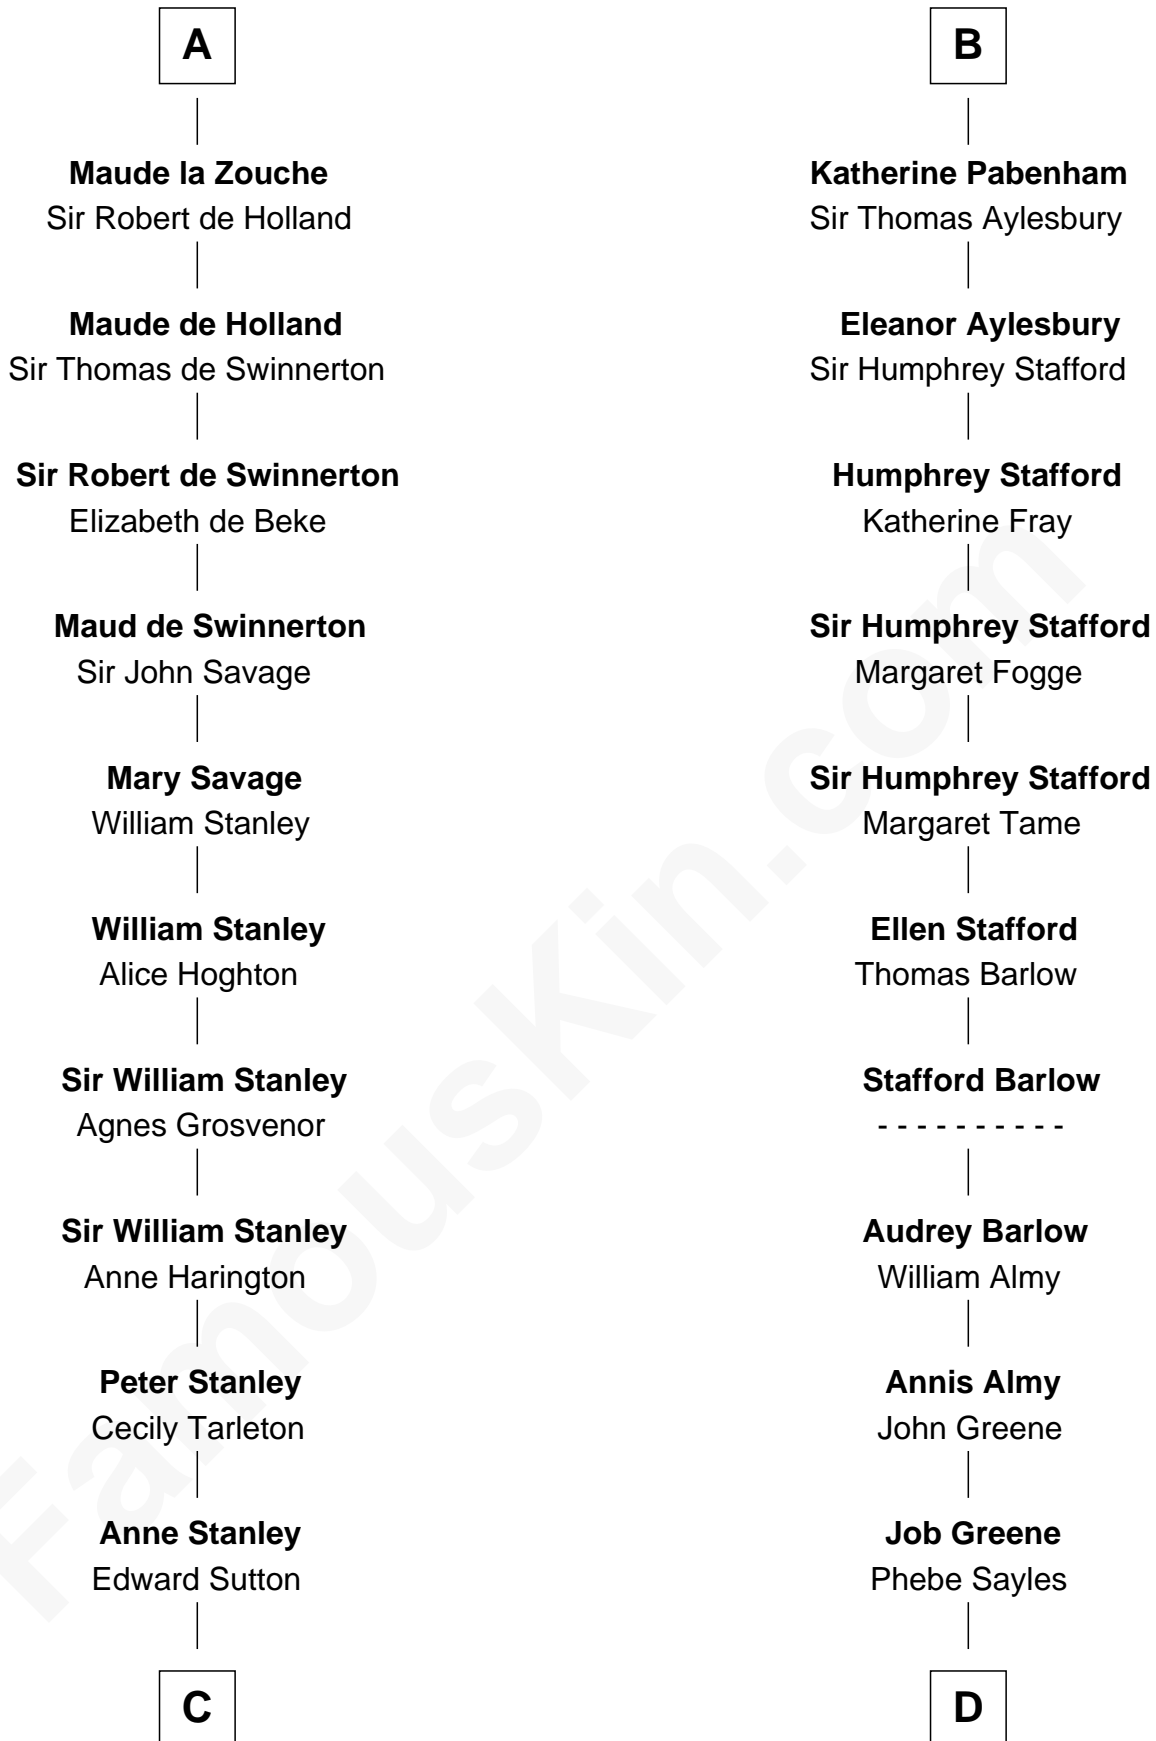 A
Maude la Zouche
Sir Robert de Holland
Maude de Holland
Sir Thomas de Swinnerton
Sir Robert de Swinnerton
Elizabeth de Beke
Maud de Swinnerton
Sir John Savage
Mary Savage
William Stanley
William Stanley
Alice Hoghton
Sir William Stanley
Agnes Grosvenor
Sir William Stanley
Anne Harington
Peter Stanley
Cecily Tarleton
Anne Stanley
Edward Sutton
C
B
Katherine Pabenham
Sir Thomas Aylesbury
Eleanor Aylesbury
Sir Humphrey Stafford
Humphrey Stafford
Katherine Fray
Sir Humphrey Stafford
Margaret Fogge
Sir Humphrey Stafford
Margaret Tame
Ellen Stafford
Thomas Barlow
Stafford Barlow
- - - - - - - - - -
Audrey Barlow
William Almy
Annis Almy
John Greene
Job Greene
Phebe Sayles
D
FamousKin.com